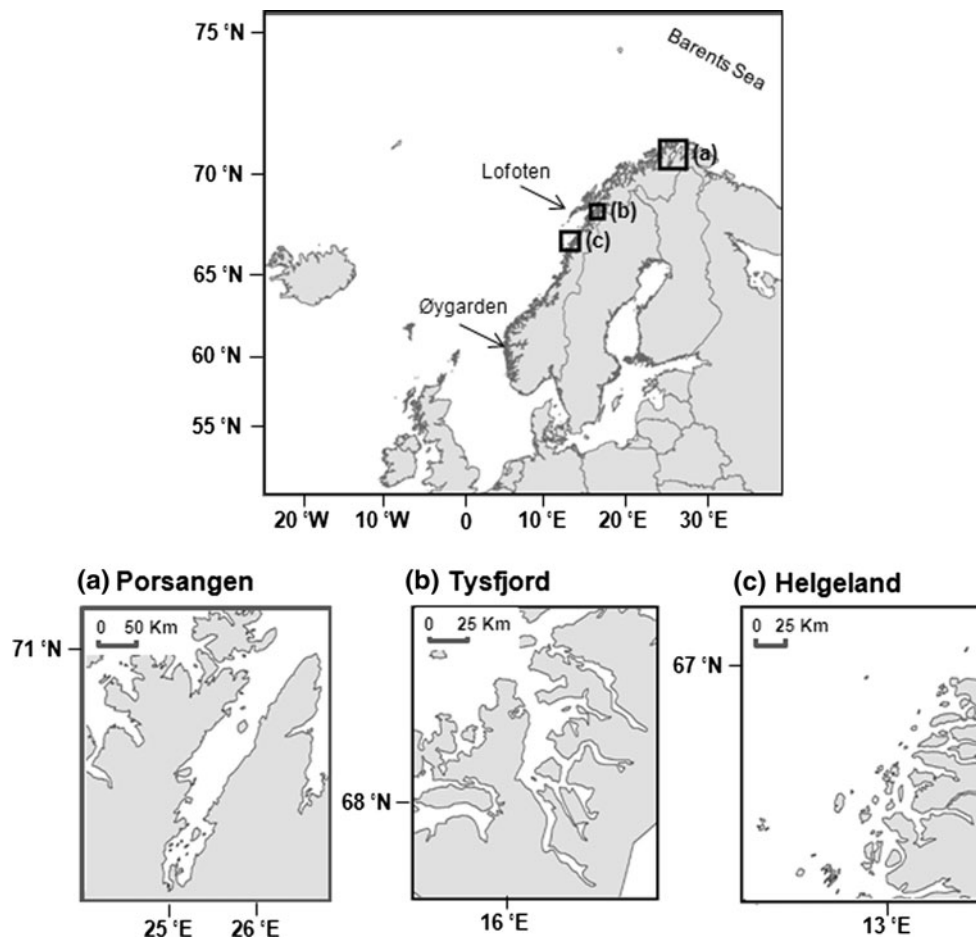 75 °N
Barents Sea
70 °N
Lofoten
(a)
(b)
(c)
65 °N
Øygarden
60 °N
55 °N
20 °W 10 °W 0 10 °E 20 °E 30 °E
(a) Porsangen
0 50 Km
71 °N
25 °E 26 °E
(b) Tysfjord
0 25 Km
68 °N
16 °E
(c) Helgeland
0 25 Km
67 °N
13 °E